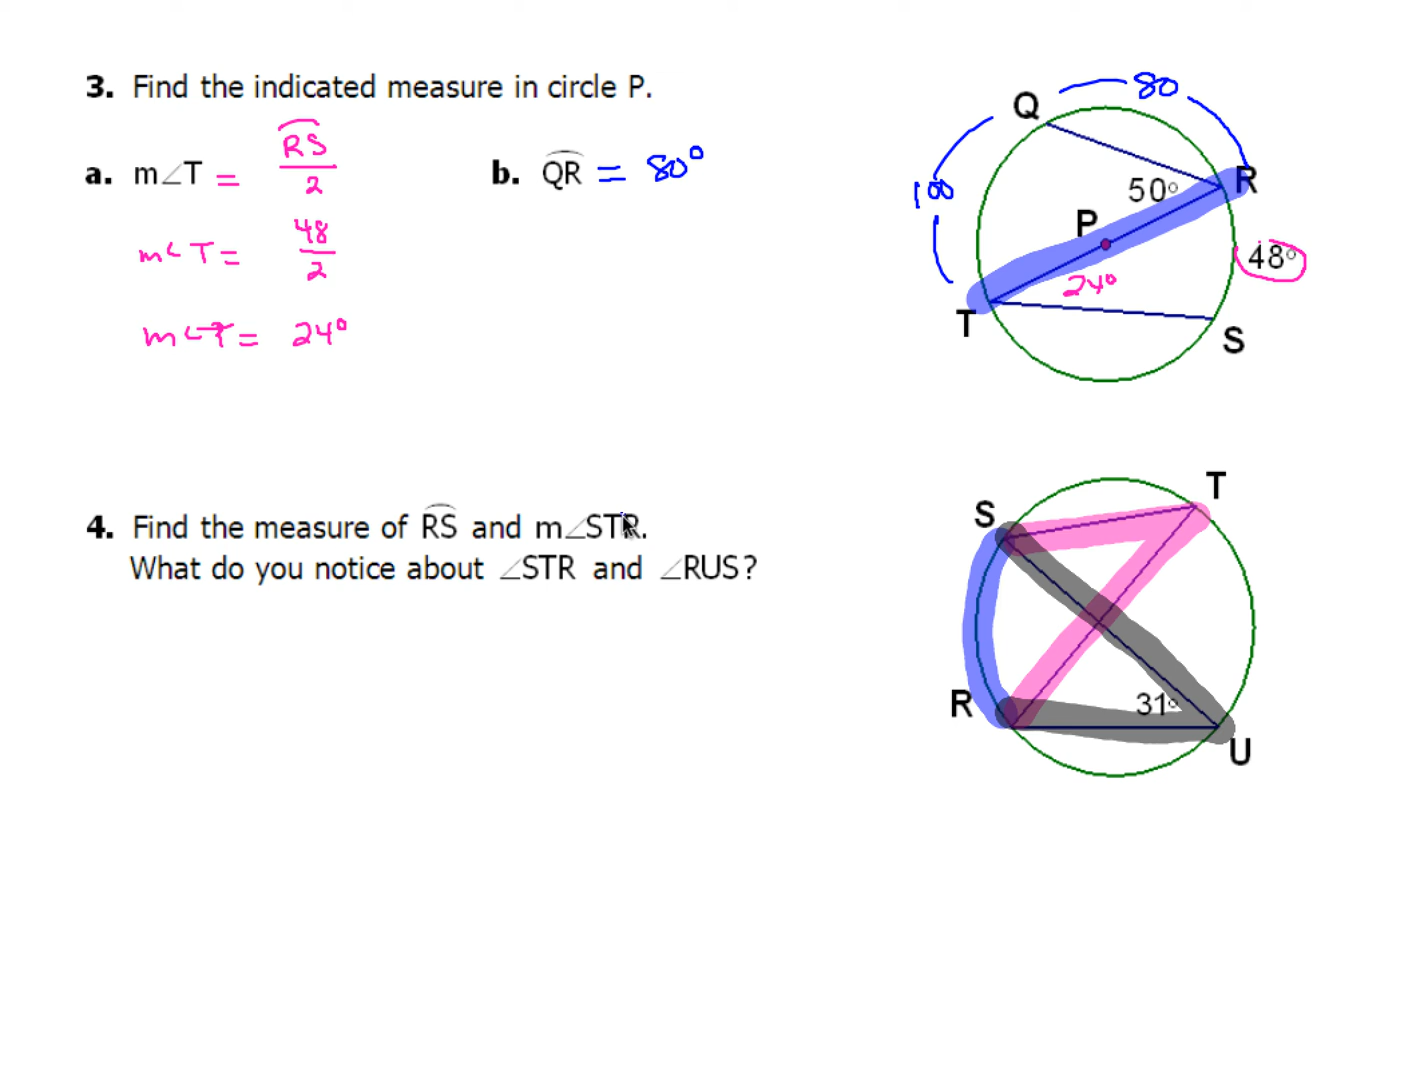 3. Find the indicated measure in circle P.
a. m∠T = RS/2
b. QR = 80°
m∠T = 48/2
m∠T = 24°
Q
80
100
50°
R
P
48°
24°
T
S
4. Find the measure of RS and m∠STR.
What do you notice about ∠STR and ∠RUS?
T
S
R
31°
U